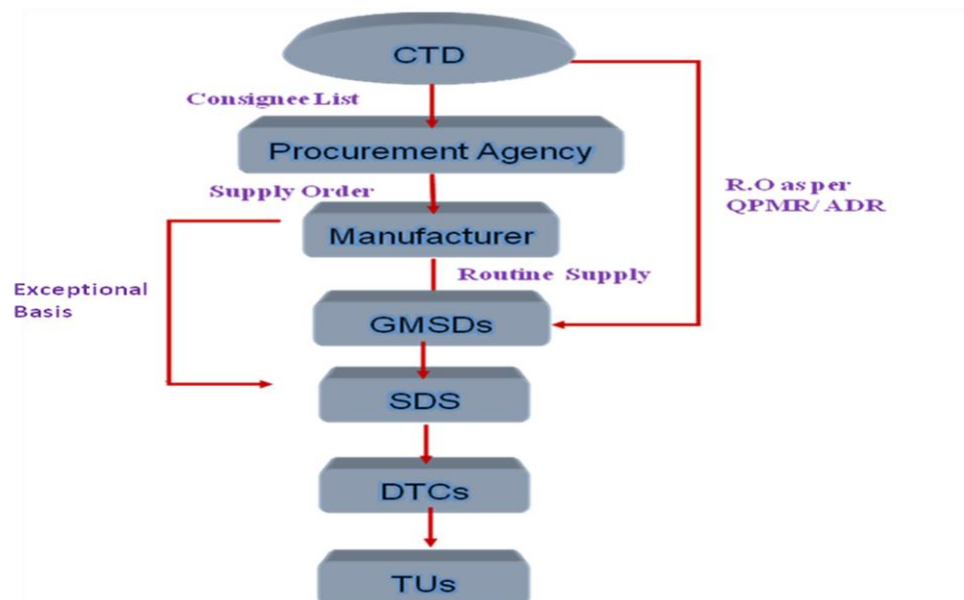 CTD
Consignee List
Procurement Agency
Supply Order
R.O as per
QPMR/ ADR
Manufacturer
Routine Supply
Exceptional
Basis
GMSDs
SDS
DTCs
TUs